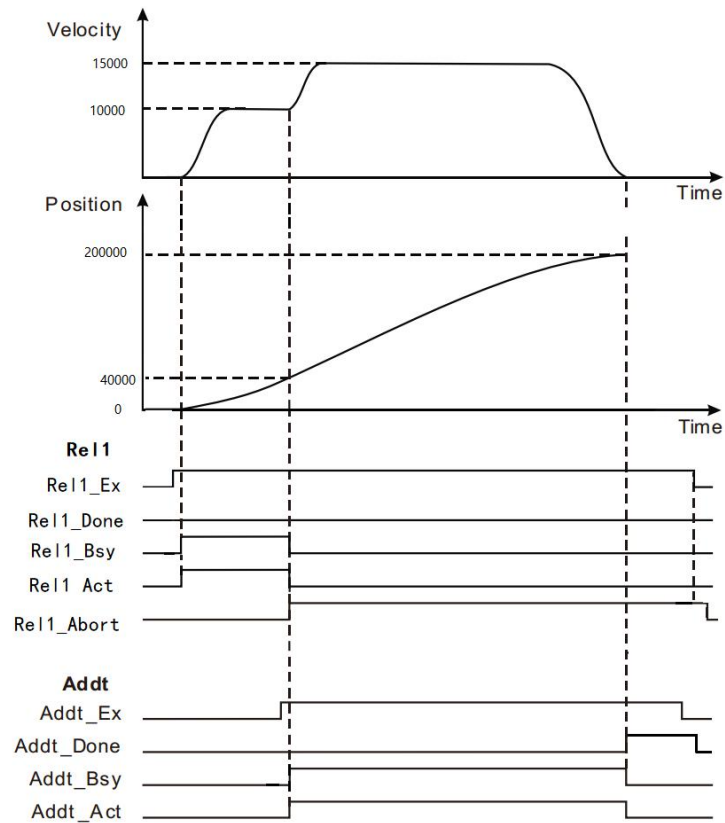 Velocity
15000
10000
Time
Position
200000
40000
0
Time
Rel1
Rel1_Ex
Rel1_Done
Rel1_Bsy
Rel1 Act
Rel1_Abort
Addt
Addt_Ex
Addt_Done
Addt_Bsy
Addt_Act